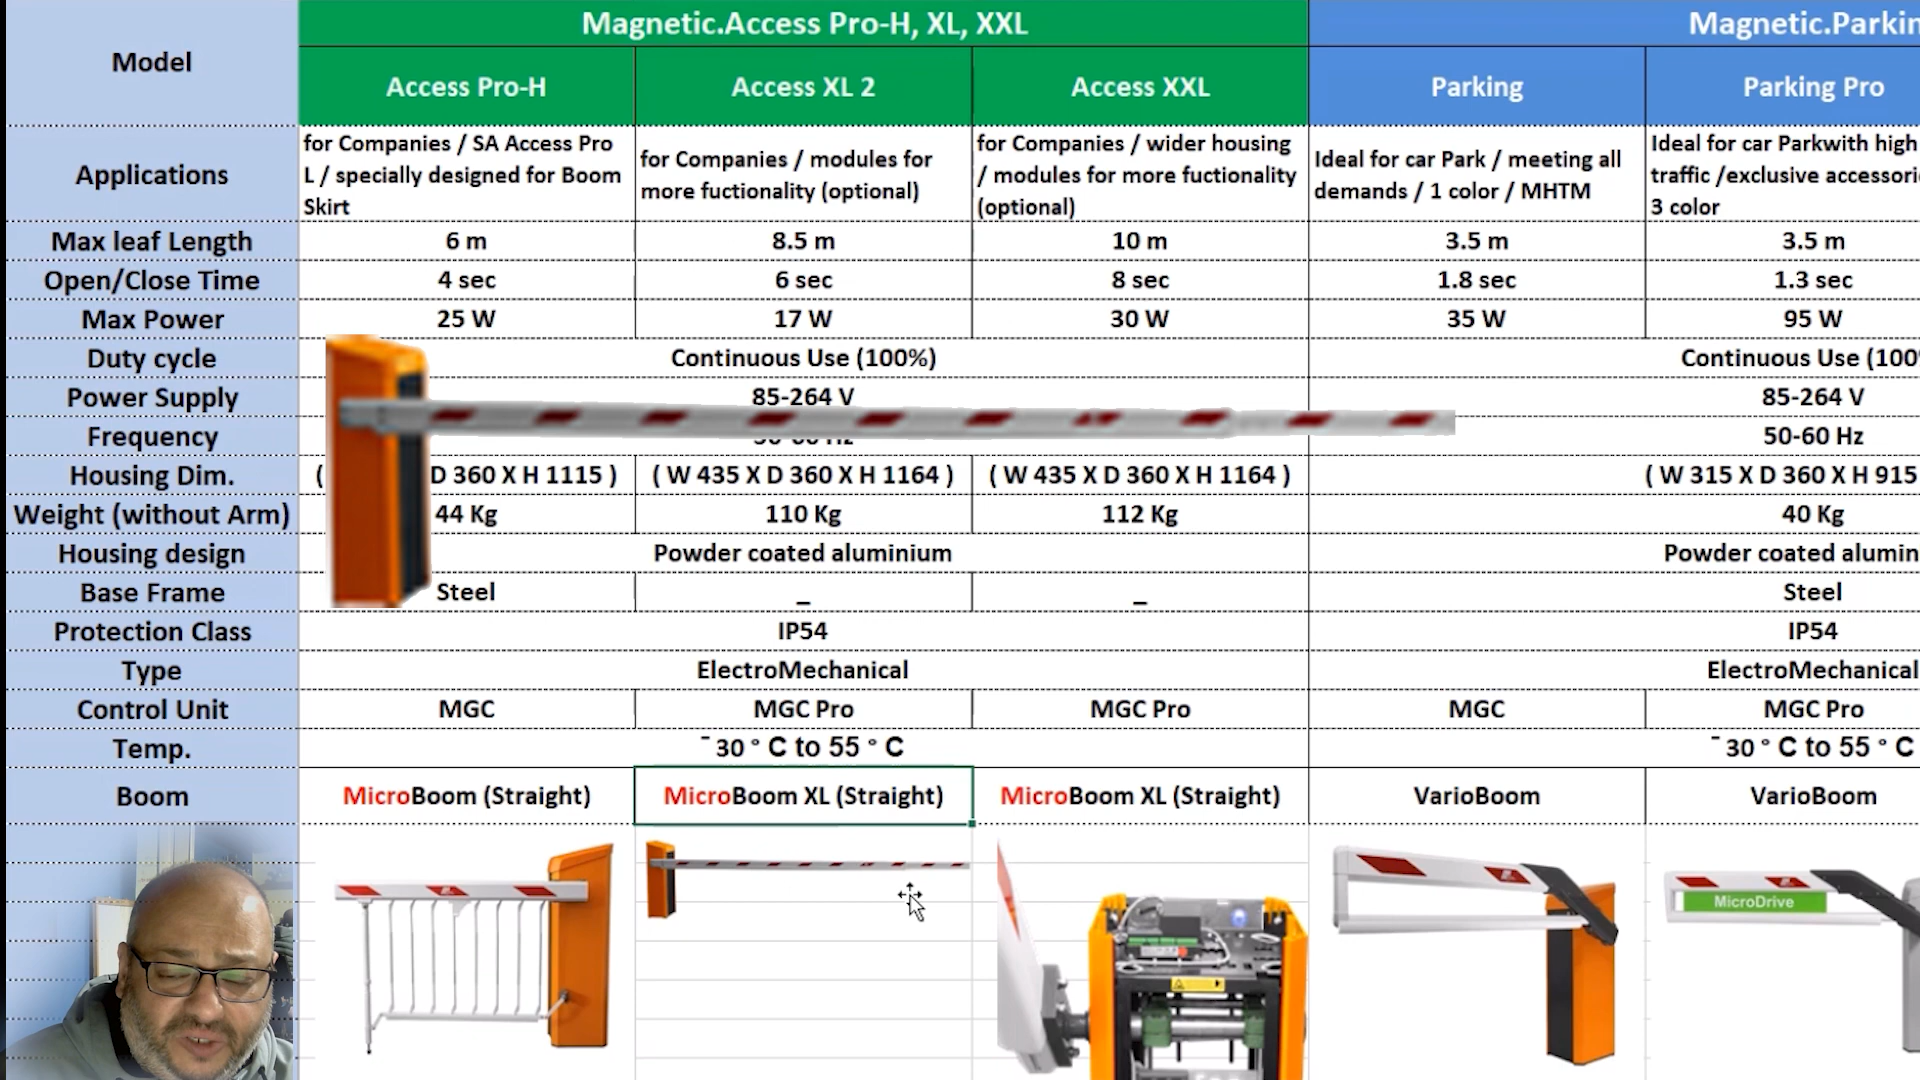 Magnetic.Access Pro-H, XL, XXL
Magnetic.Parkin
Model
Access Pro-H
Access XL 2
Access XXL
Parking
Parking Pro
Applications
for Companies / SA Access Pro
L / specially designed for Boom
Skirt
for Companies / modules for
more fuctionality (optional)
for Companies / wider housing
/ modules for more fuctionality
(optional)
Ideal for car Park / meeting all
demands / 1 color / MHTM
Ideal for car Parkwith high
traffic /exclusive accessori
3 color
Max leaf Length
6 m
8.5 m
10 m
3.5 m
3.5 m
Open/Close Time
4 sec
6 sec
8 sec
1.8 sec
1.3 sec
Max Power
25 W
17 W
30 W
35 W
95 W
Duty cycle
Continuous Use (100%)
Continuous Use (100%
Power Supply
85-264 V
85-264 V
Frequency
50-60 Hz
50-60 Hz
Housing Dim.
( D 360 X H 1115 )
( W 435 X D 360 X H 1164 )
( W 435 X D 360 X H 1164 )
( W 315 X D 360 X H 915
Weight (without Arm)
44 Kg
110 Kg
112 Kg
40 Kg
Housing design
Powder coated aluminium
Powder coated alumin
Base Frame
Steel
_
_
Steel
Protection Class
IP54
IP54
Type
ElectroMechanical
ElectroMechanical
Control Unit
MGC
MGC Pro
MGC Pro
MGC
MGC Pro
Temp.
‾30 ° C to 55 ° C
‾30 ° C to 55 ° C
Boom
MicroBoom (Straight)
MicroBoom XL (Straight)
MicroBoom XL (Straight)
VarioBoom
VarioBoom
MicroDrive